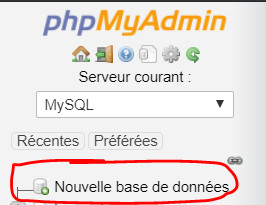 phpMyAdmin
Serveur courant :
MySQL
Récentes Préférées
Nouvelle base de données